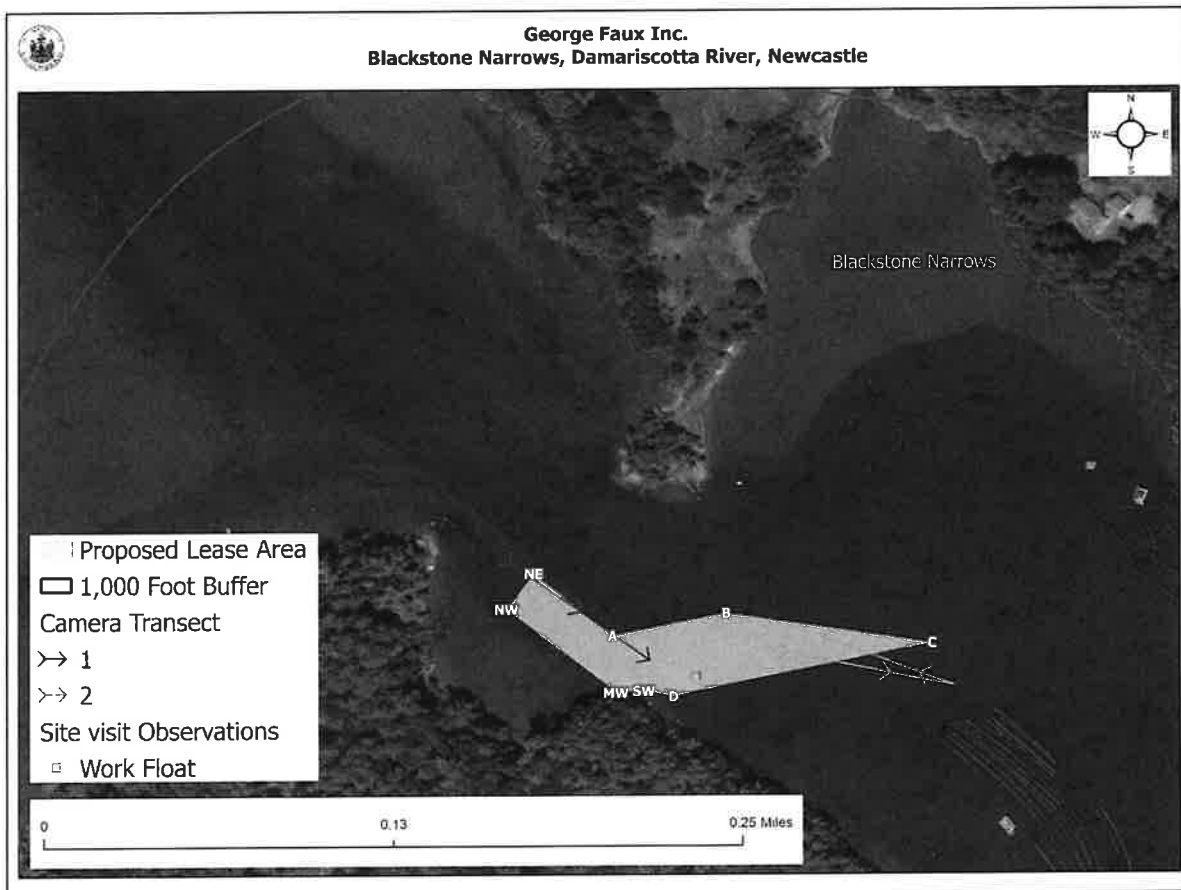 George Faux Inc.
Blackstone Narrows, Damariscotta River, Newcastle
N
W E
S
Blackstone Narrows
NE
NW
A
B
C
MW SW D
Proposed Lease Area
1,000 Foot Buffer
Camera Transect
1
2
Site visit Observations
Work Float
0 0.13 0.25 Miles